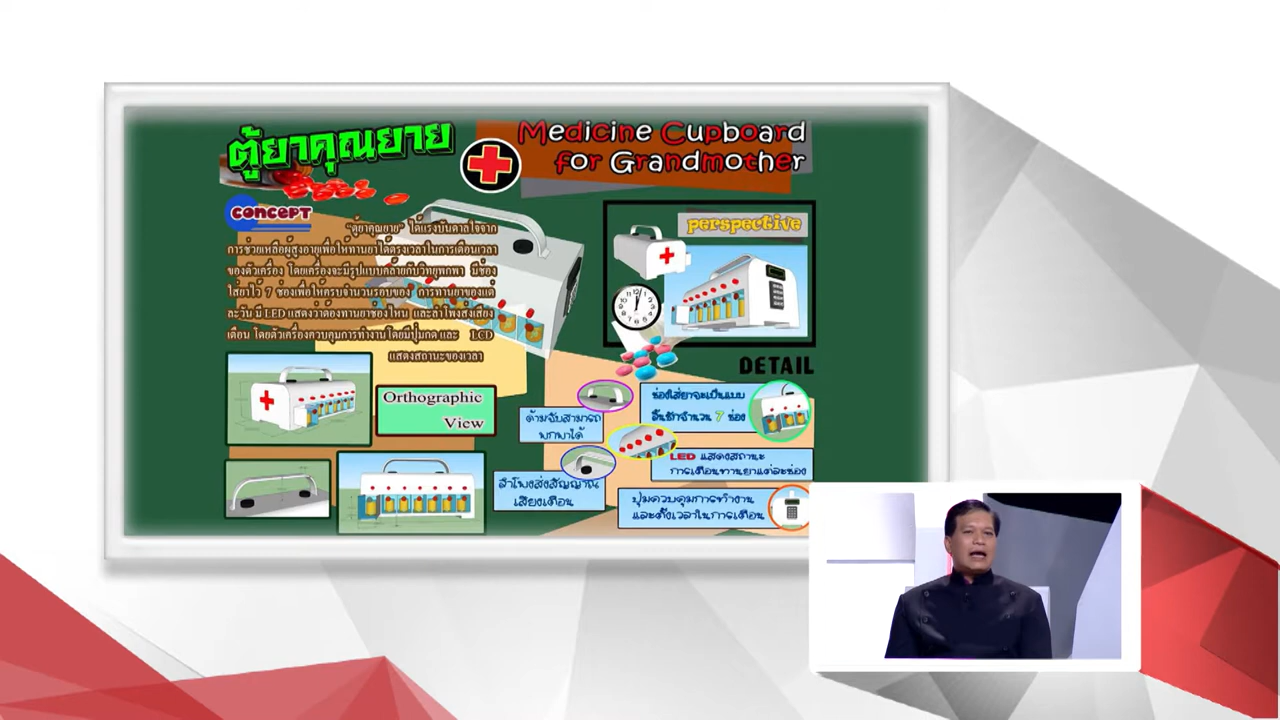 ตู้ยาคุณยาย
Medicine Cupboard
for Grandmother
CONCEPT
"ตู้ยาคุณยาย" ได้แรงบันดาลใจจาก
การช่วยเหลือผู้สูงอายุเพื่อให้ทานยาได้ตรงเวลาในการเตือนเวลา
ของตัวเครื่อง โดยเครื่องจะมีรูปแบบคล้ายกับวิทยุพกพา มีช่อง
ใส่ยาไว้ 7 ช่องเพื่อให้ครบจำนวนรอบของ การทานยาของแต่
ละวัน มี LED แสดงว่าต้องทานยาช่องไหน และลำโพงส่งเสียง
เตือน โดยตัวเครื่องควบคุมการทำงานโดยมีปุ่มกด และ LCD
แสดงสถานะของเวลา
perspective
Orthographic
View
DETAIL
ด้ามจับสามารถ
พกพาได้
ช่องใส่ยาจะเป็นแบบ
ลิ้นชักจำนวน 7 ช่อง
LED แสดงสถานะ
การเตือนทานยาแต่ละช่อง
ลำโพงส่งสัญญาณ
เสียงเตือน
ปุ่มควบคุมการทำงาน
และตั้งเวลาในการเตือน